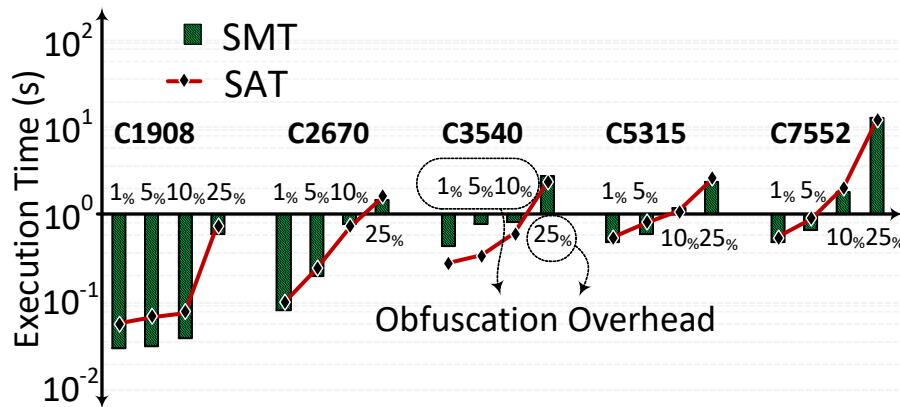 Execution Time (s)
10²
10¹
10⁰
10⁻¹
10⁻²
SMT
SAT
C1908 C2670 C3540 C5315 C7552
1% 5% 10% 25%
1% 5% 10%
25%
1% 5% 10%
25%
1% 5%
10% 25%
1% 5%
10% 25%
Obfuscation Overhead